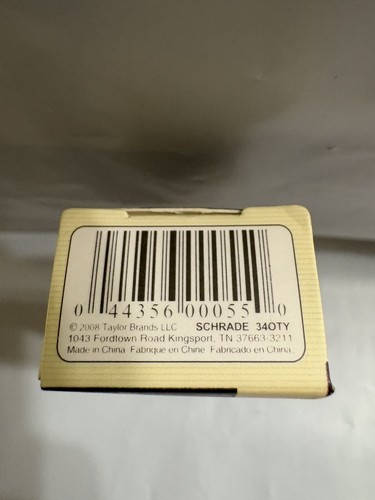 0 44356 00055 0
© 2008 Taylor Brands LLC SCHRADE 34OTY
1043 Fordtown Road Kingsport, TN 37663-3211
Made in China Fabrique en Chine Fabricado en China